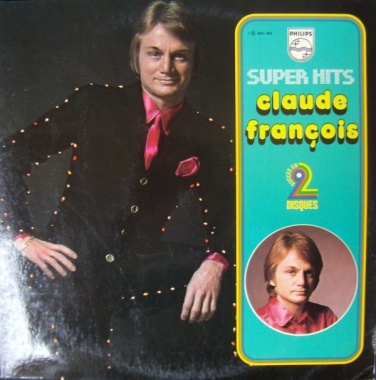 PHILIPS
SUPER HITS
claude
françois
2
DISQUES